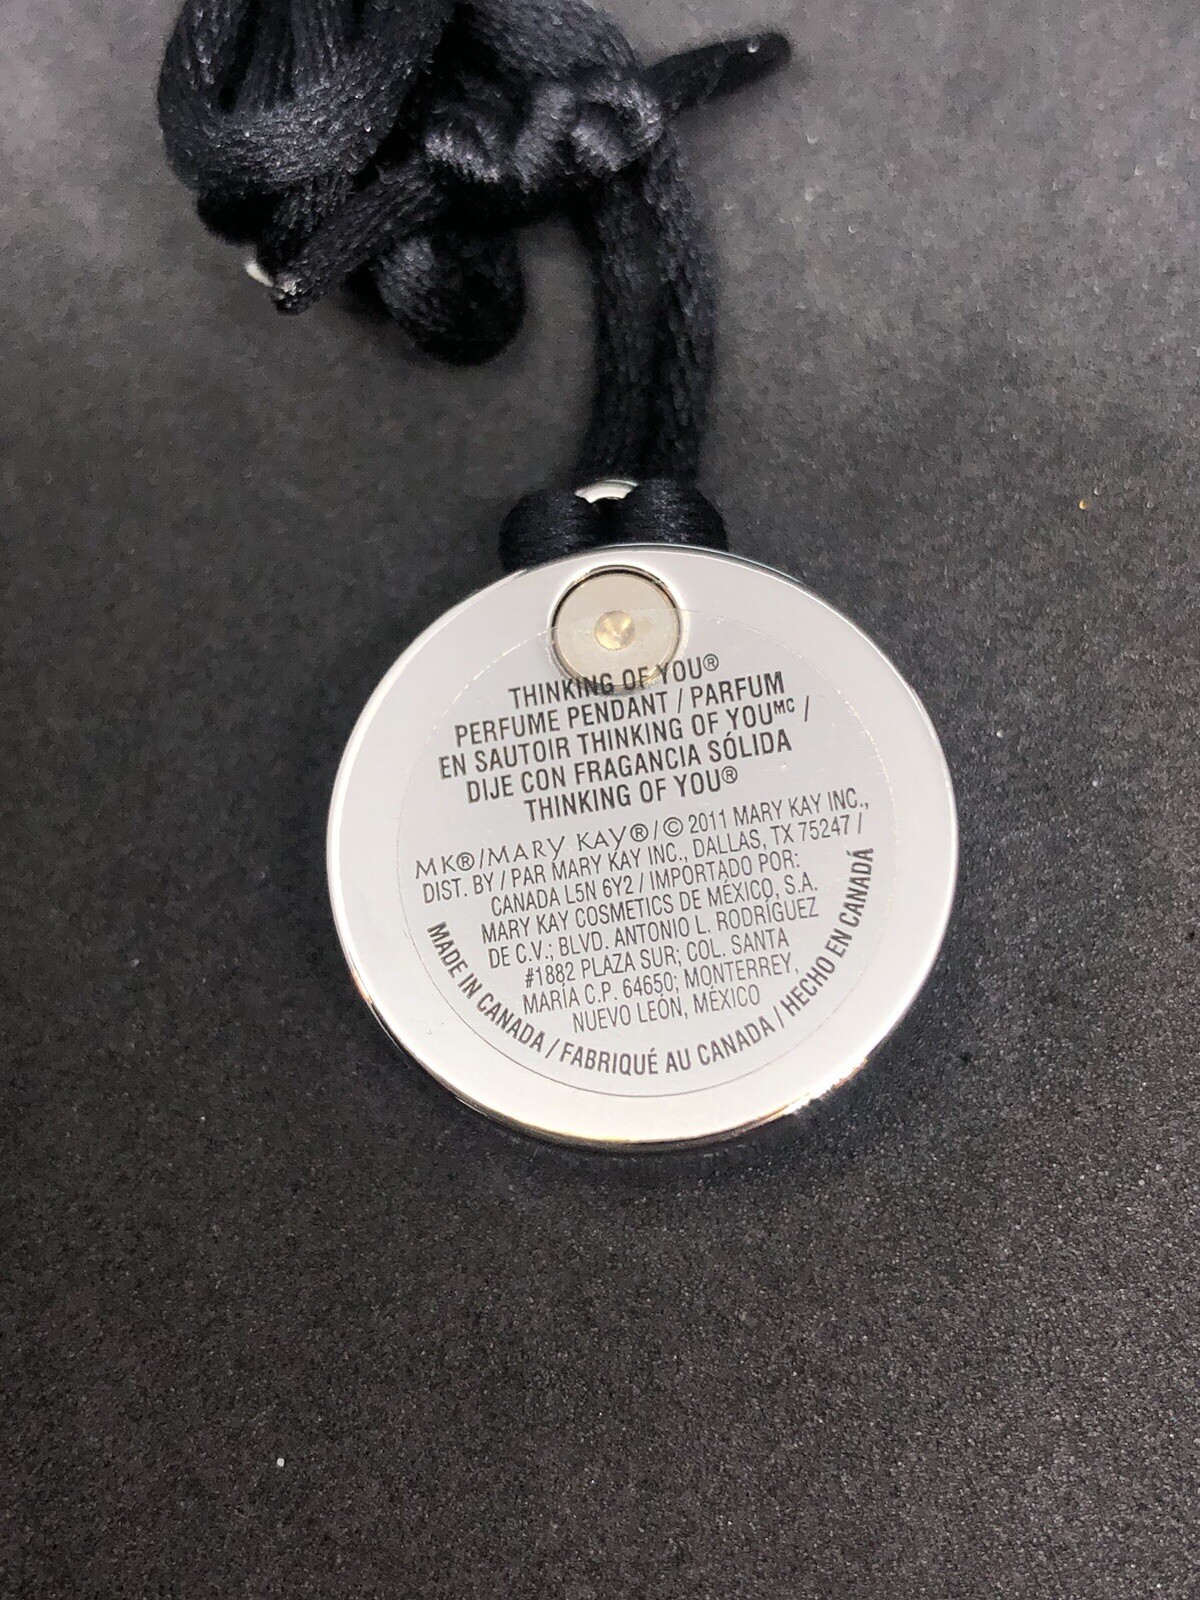 THINKING OF YOU®
PERFUME PENDANT / PARFUM
EN SAUTOIR THINKING OF YOUᴹᶜ /
DIJE CON FRAGANCIA SÓLIDA
THINKING OF YOU®
MK®/MARY KAY®/© 2011 MARY KAY INC.,
DIST. BY / PAR MARY KAY INC., DALLAS, TX 75247 /
CANADA L5N 6Y2 / IMPORTADO POR:
MARY KAY COSMETICS DE MÉXICO, S.A.
DE C.V.; BLVD. ANTONIO L. RODRÍGUEZ
#1882 PLAZA SUR; COL. SANTA
MARÍA C.P. 64650; MONTERREY,
NUEVO LEÓN, MÉXICO
MADE IN CANADA / FABRIQUÉ AU CANADA / HECHO EN CANADÁ